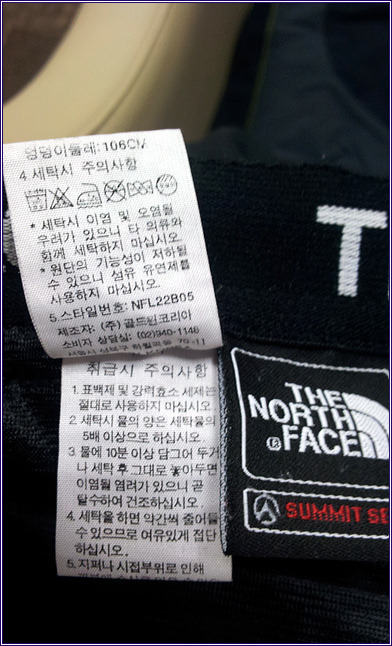 엉덩이둘레: 106CM
4.세탁시 주의사항
* 세탁시 이염 및 오염될
우려가 있으니 타 의류와
함께 세탁하지 마십시오.
* 원단의 기능성이 저하될
수 있으니 섬유 유연제를
사용하지 마십시오.
5.스타일번호: NFL22B05
제조자: (주) 골드윈코리아
소비자 상담실: (02)940-1146
취급시 주의사항
1. 표백제 및 강력효소 세제는
절대로 사용하지 마십시오.
2. 세탁시 물의 양은 세탁물의
5배 이상으로 하십시오.
3. 물에 10분 이상 담그어 두거
나 세탁 후 그대로 놓아두면
이염될 염려가 있으니 곧
탈수하여 건조하십시오.
4. 세탁을 하면 약간씩 줄어들
수 있으므로 여유있게 접단
하십시오.
5. 지퍼나 시접부위로 인해
T
THE
NORTH
FACE
®
SUMMIT SE